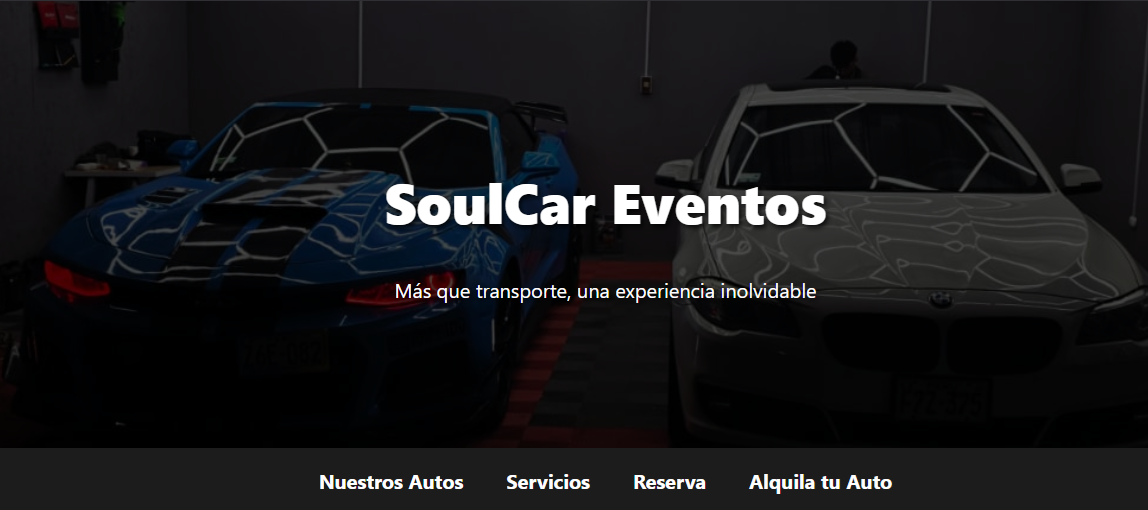 SoulCar Eventos
Más que transporte, una experiencia inolvidable
Nuestros Autos
Servicios
Reserva
Alquila tu Auto